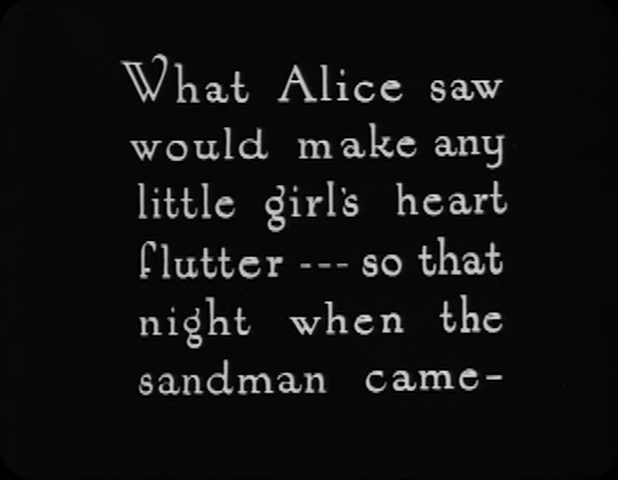 What Alice saw
would make any
little girl's heart
flutter --- so that
night when the
sandman came-